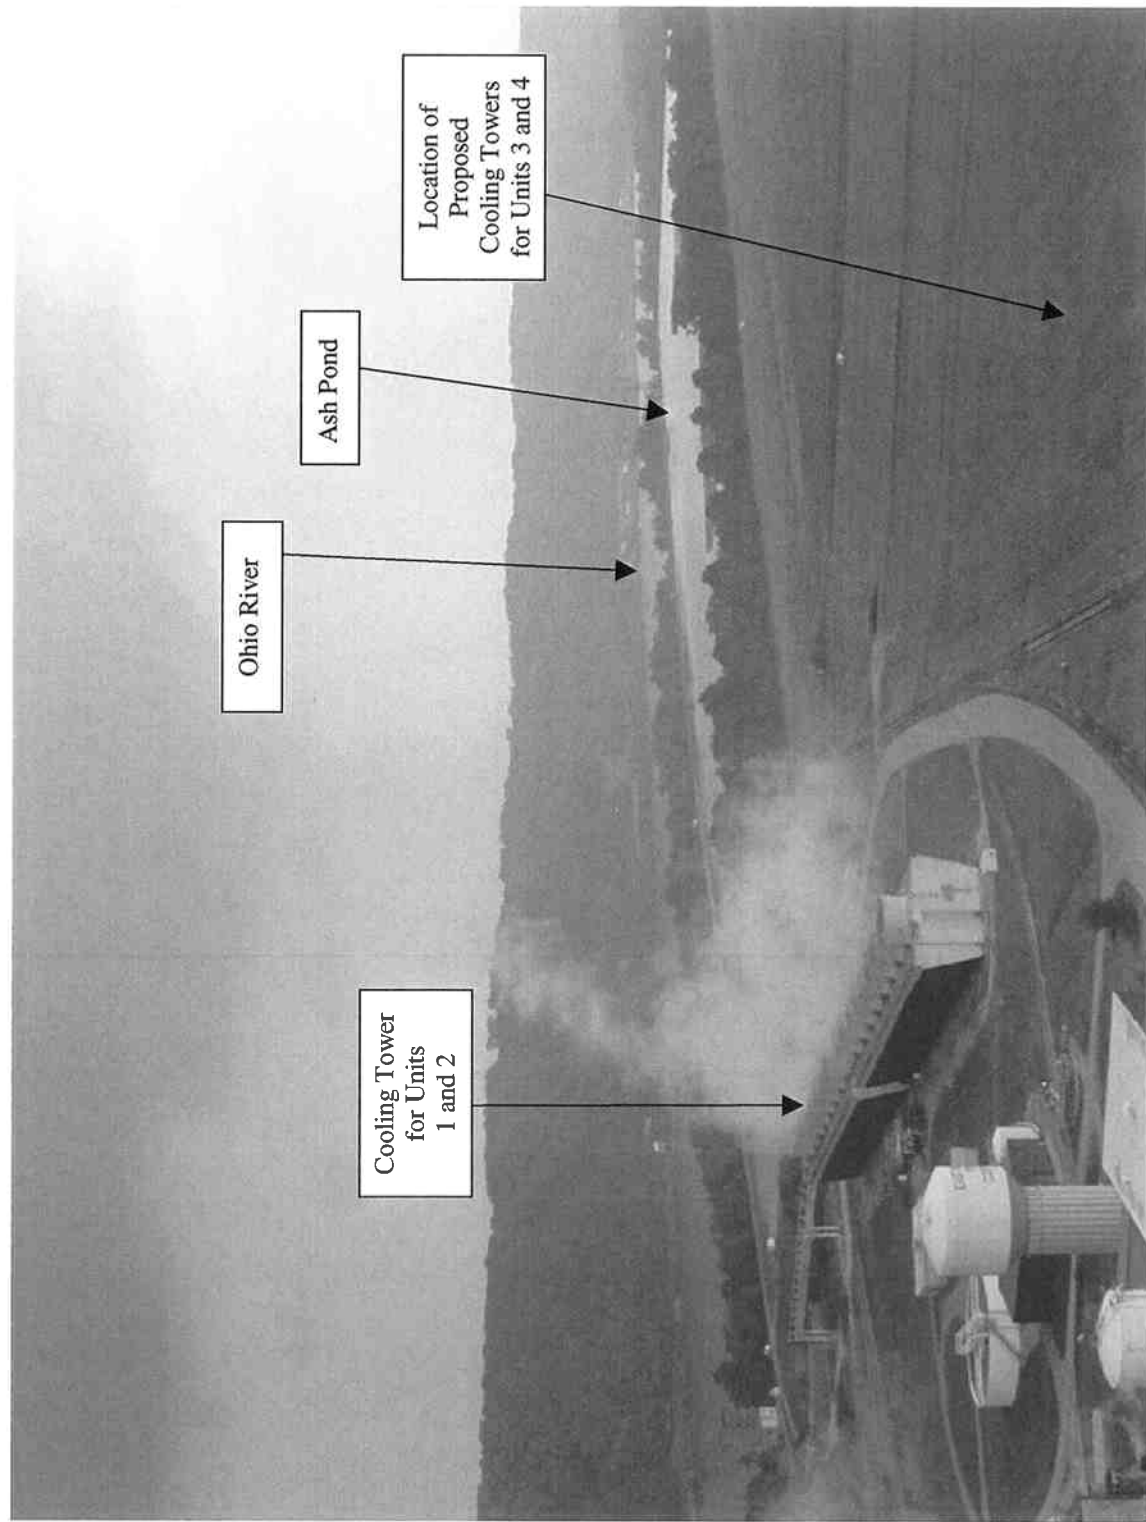 Cooling Tower
for Units
1 and 2
Ohio River
Ash Pond
Location of
Proposed
Cooling Towers
for Units 3 and 4